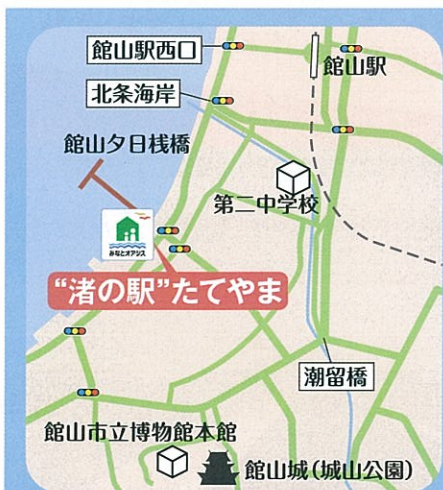 館山駅西口
館山駅
北条海岸
館山夕日桟橋
第二中学校
みなとオアシス
“渚の駅”たてやま
潮留橋
館山市立博物館本館
館山城(城山公園)